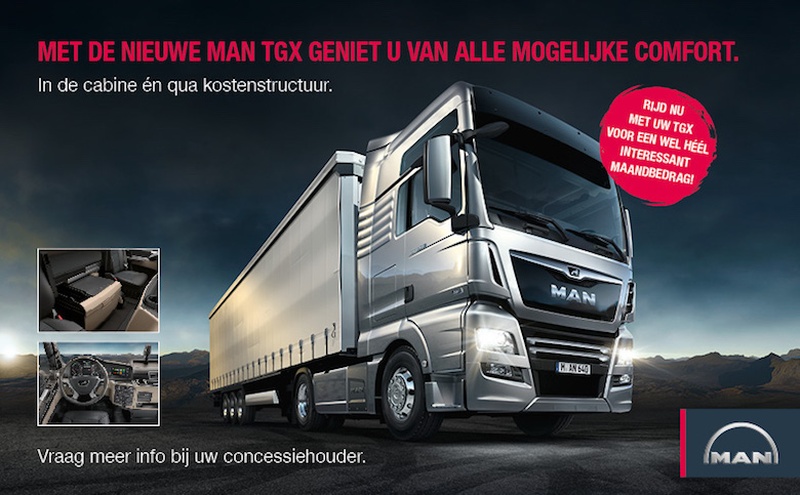 MET DE NIEUWE MAN TGX GENIET U VAN ALLE MOGELIJKE COMFORT.
In de cabine én qua kostenstructuur.
RIJD NU
MET UW TGX
VOOR EEN WEL HÉÉL
INTERESSANT
MAANDBEDRAG!
MAN
M·AN 640
Vraag meer info bij uw concessiehouder.
MAN